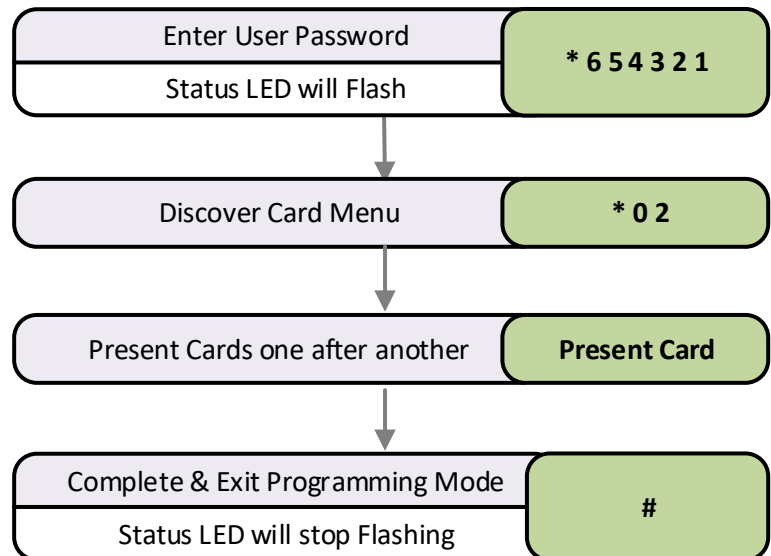 Enter User Password
* 6 5 4 3 2 1
Status LED will Flash
Discover Card Menu
* 0 2
Present Cards one after another
Present Card
Complete & Exit Programming Mode
#
Status LED will stop Flashing